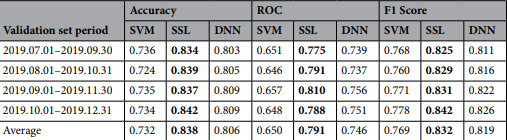 Accuracy ROC F1 Score
Validation set period SVM SSL DNN SVM SSL DNN SVM SSL DNN
2019.07.01–2019.09.30 0.736 0.834 0.803 0.651 0.775 0.739 0.768 0.825 0.811
2019.08.01–2019.10.31 0.724 0.839 0.805 0.646 0.791 0.737 0.760 0.829 0.816
2019.09.01–2019.11.30 0.735 0.837 0.809 0.657 0.810 0.756 0.771 0.831 0.822
2019.10.01–2019.12.31 0.734 0.842 0.809 0.648 0.788 0.751 0.778 0.842 0.826
Average 0.732 0.838 0.806 0.650 0.791 0.746 0.769 0.832 0.819